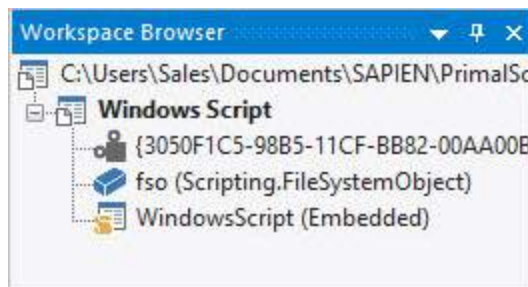 Workspace Browser
C:\Users\Sales\Documents\SAPIEN\PrimalSc
Windows Script
{3050F1C5-98B5-11CF-BB82-00AA00B
fso (Scripting.FileSystemObject)
WindowsScript (Embedded)